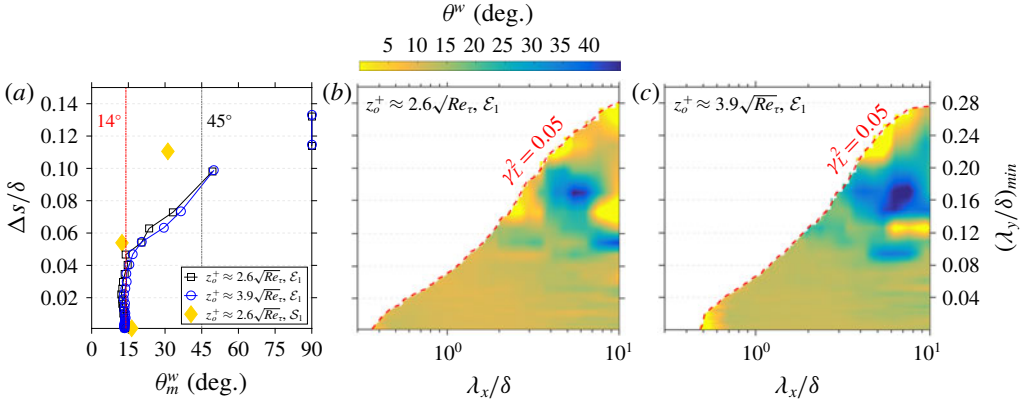 θ^w (deg.)
5 15 10 20 25 30 35 40
(a)
0.14
0.12
0.10
0.08
0.06
0.04
0.02
Δs/δ
14°
45°
z_o^+ ≈ 2.6√Re_τ, ℰ_1
z_o^+ ≈ 3.9√Re_τ, ℰ_1
z_o^+ ≈ 2.6√Re_τ, 𝒮_1
0 15 30 45 60 75 90
θ_m^w (deg.)
(b)
z_o^+ ≈ 2.6√Re_τ, ℰ_1
γ_L^2 = 0.05
10^0 10^1
λ_x/δ
(c)
z_o^+ ≈ 3.9√Re_τ, ℰ_1
γ_L^2 = 0.05
10^0 10^1
λ_x/δ
0.28
0.24
0.20
0.16
0.12
0.08
0.04
(λ_y/δ)_min